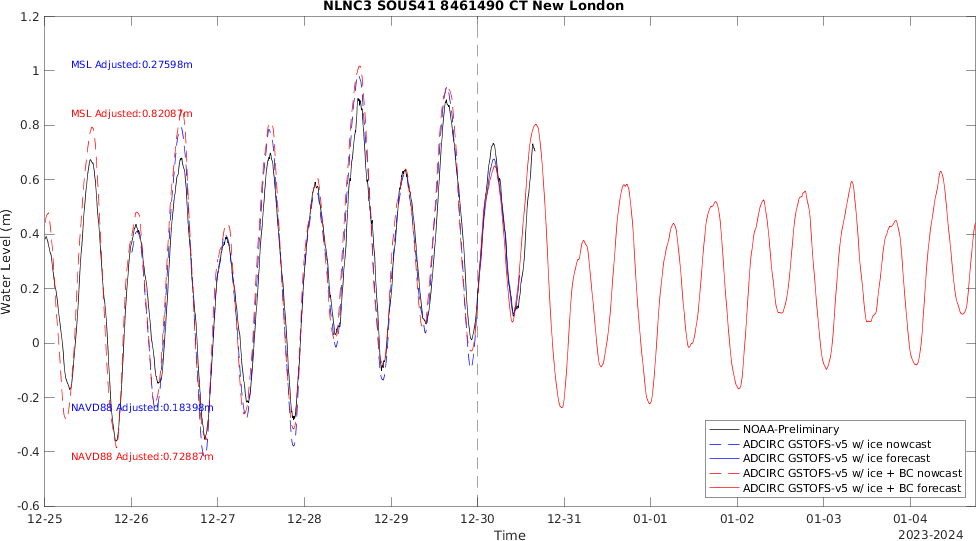 NLNC3 SOUS41 8461490 CT New London
1.2
1
0.8
0.6
0.4
0.2
0
-0.2
-0.4
-0.6
Water Level (m)
MSL Adjusted:0.27598m
MSL Adjusted:0.82087m
NAVD88 Adjusted:0.18398m
NAVD88 Adjusted:0.72887m
NOAA-Preliminary
ADCIRC GSTOFS-v5 w/ ice nowcast
ADCIRC GSTOFS-v5 w/ ice forecast
ADCIRC GSTOFS-v5 w/ ice + BC nowcast
ADCIRC GSTOFS-v5 w/ ice + BC forecast
12-25 12-26 12-27 12-28 12-29 12-30 12-31 01-01 01-02 01-03 01-04
Time
2023-2024